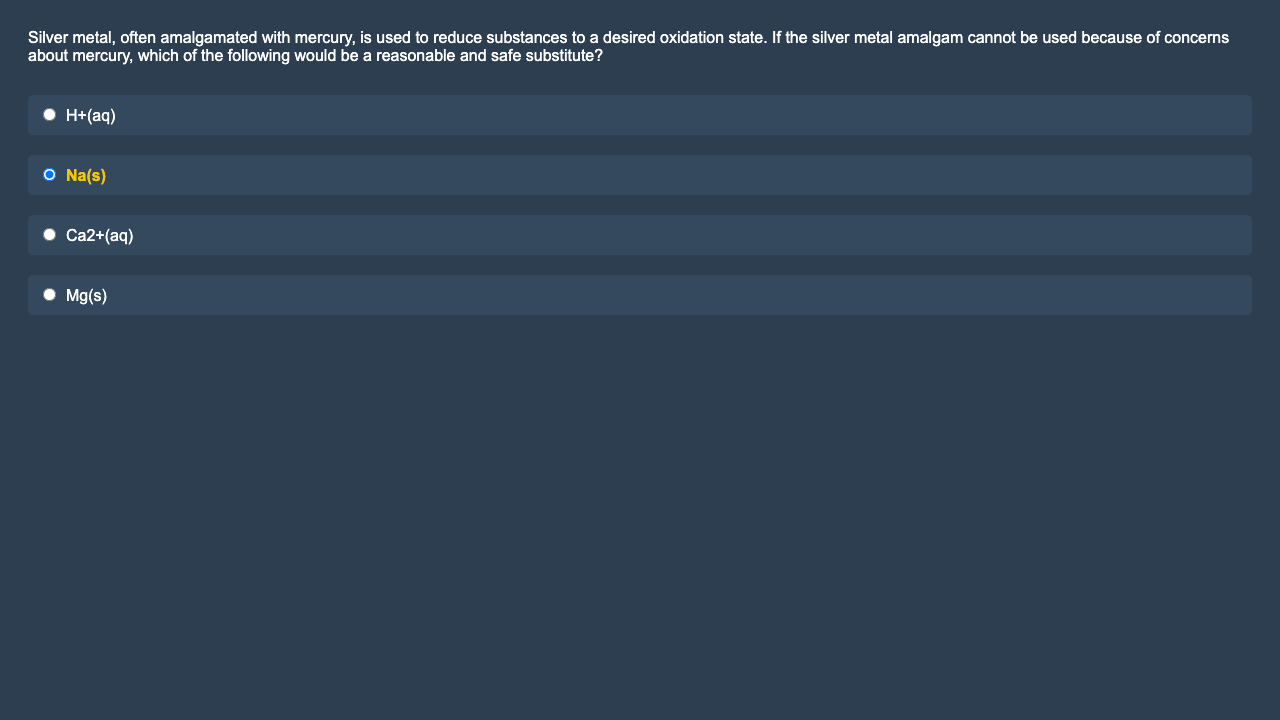 Silver metal, often amalgamated with mercury, is used to reduce substances to a desired oxidation state. If the silver metal amalgam cannot be used because of concerns
about mercury, which of the following would be a reasonable and safe substitute?
H+(aq)
Na(s)
Ca2+(aq)
Mg(s)